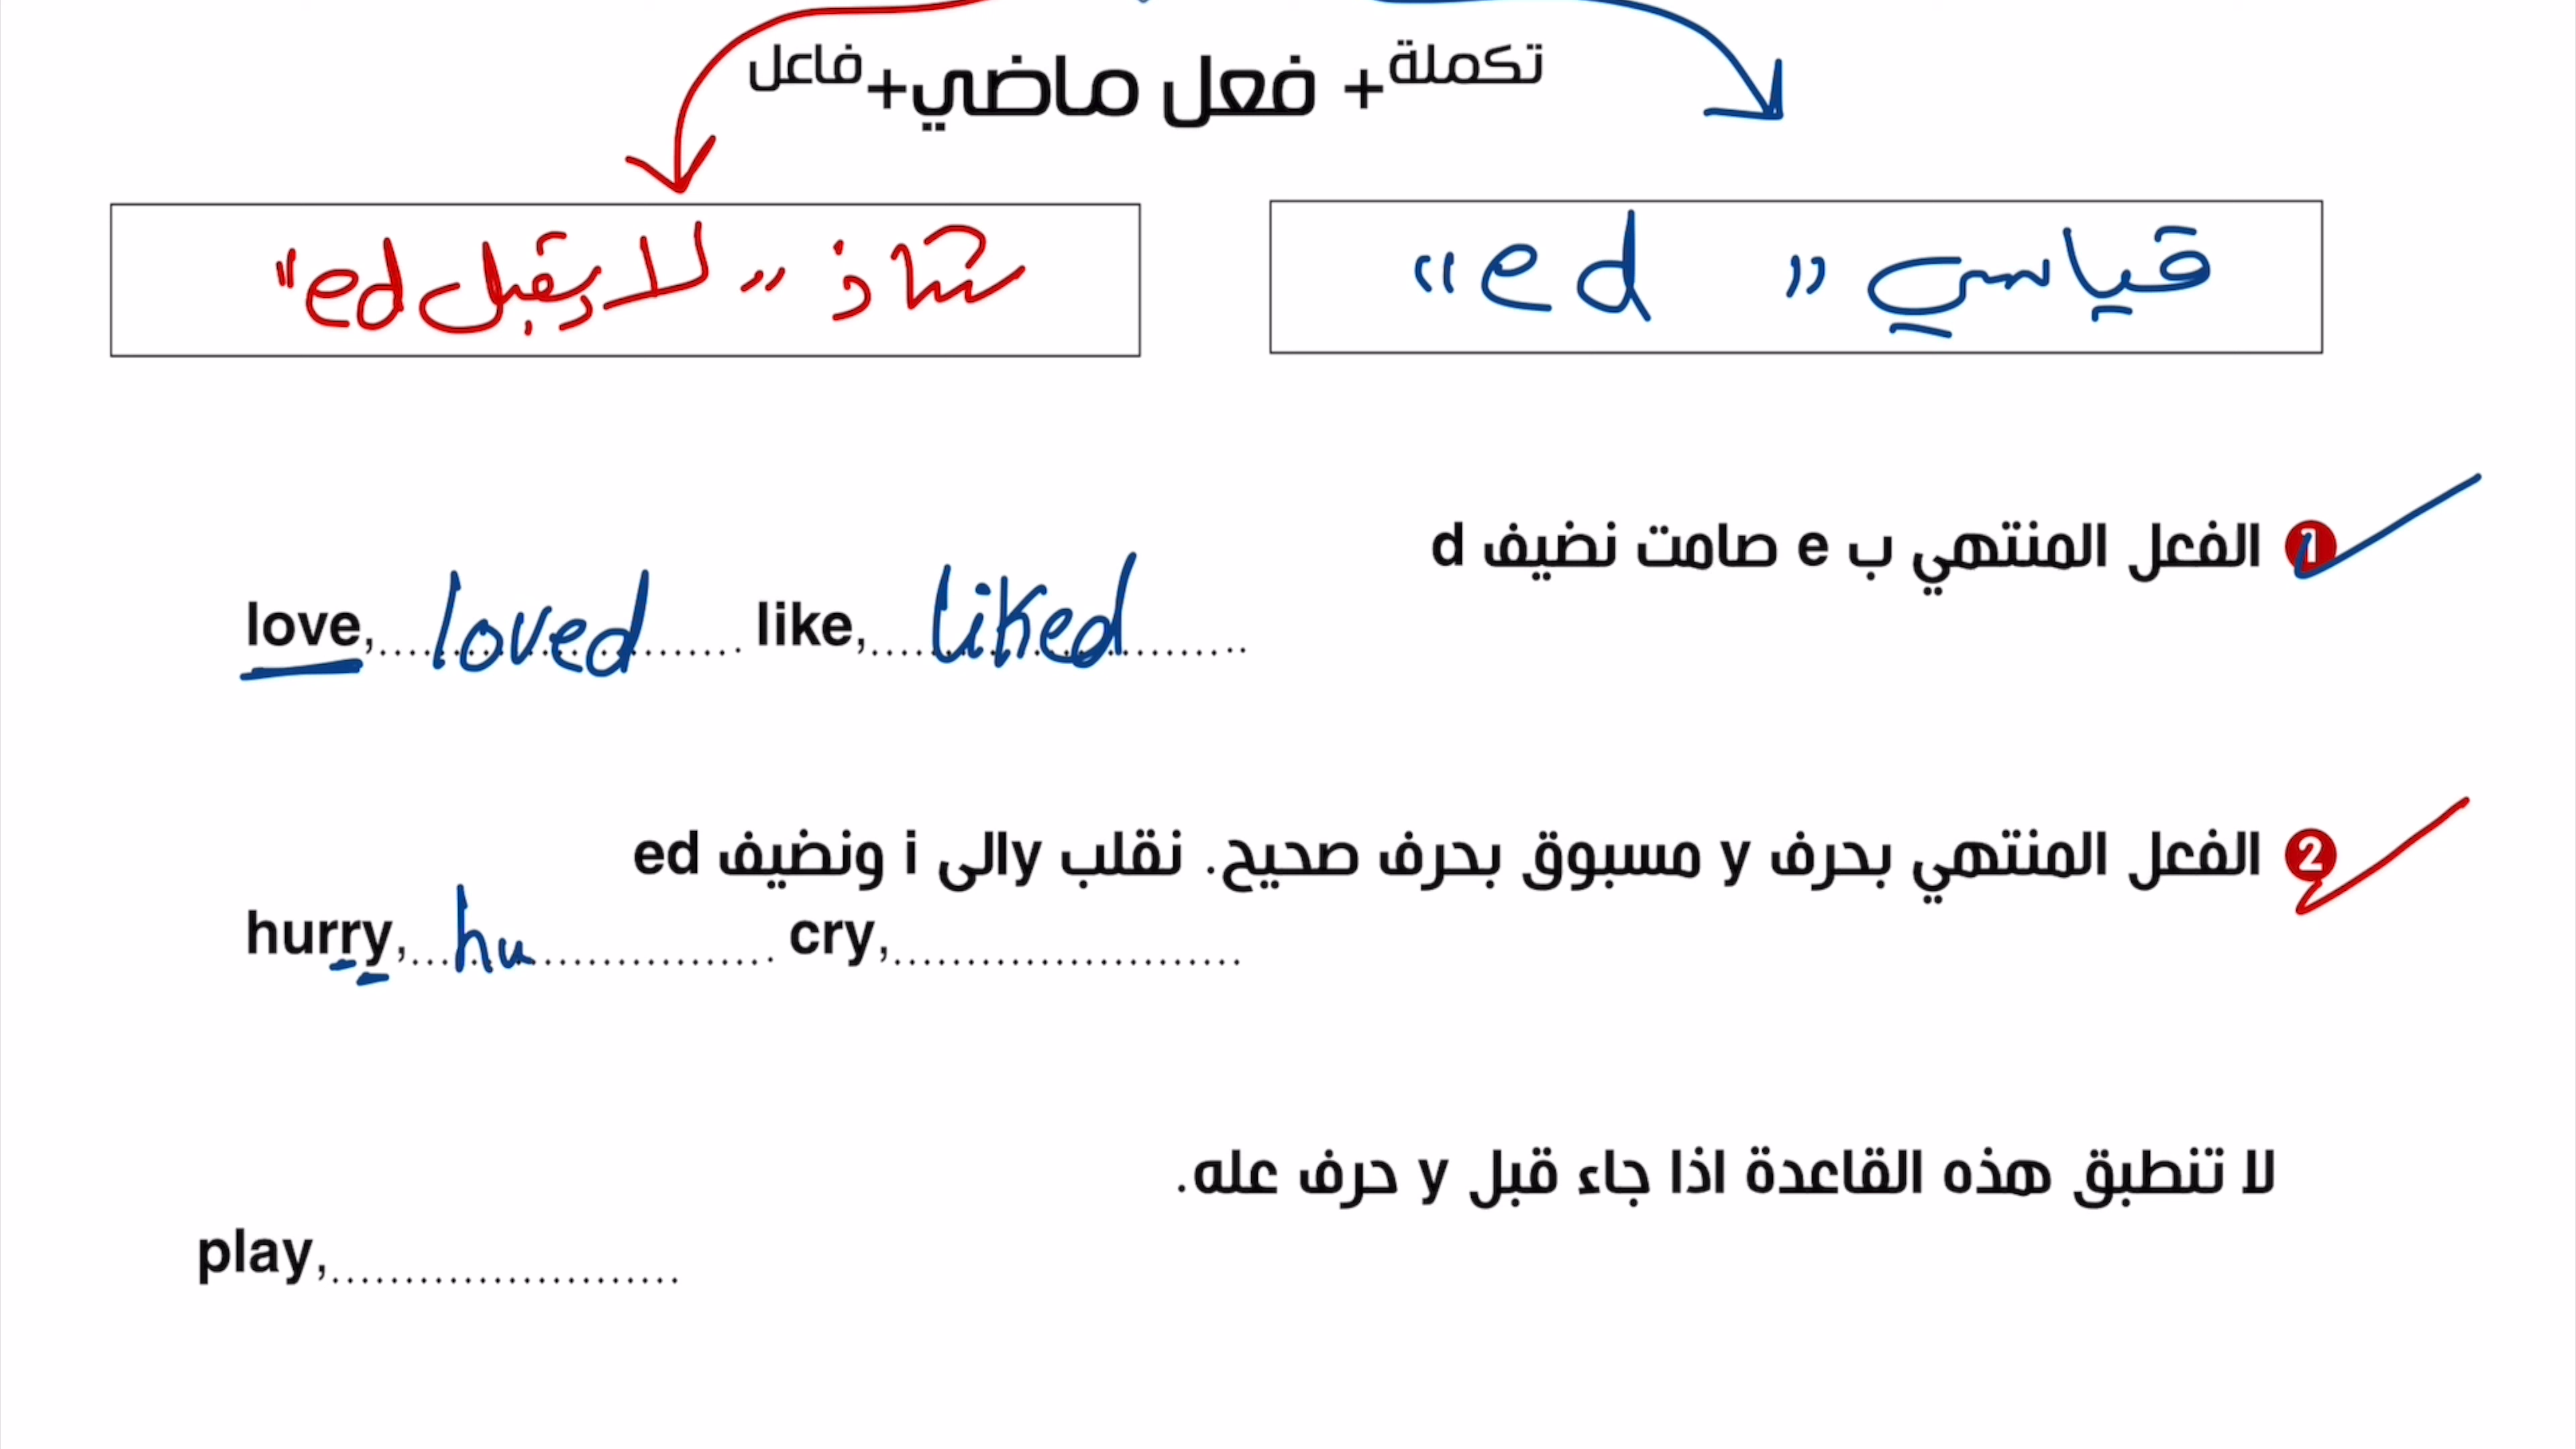 فاعل+فعل ماضي +تكملة
قياسي "ed"
شاذ "لا يقبل ed"
1 الفعل المنتهي ب e صامت نضيف d
love, loved like, liked
2 الفعل المنتهي بحرف y مسبوق بحرف صحيح. نقلب yالى i ونضيف ed
hurry, hu cry,
لا تنطبق هذه القاعدة اذا جاء قبل y حرف عله.
play,